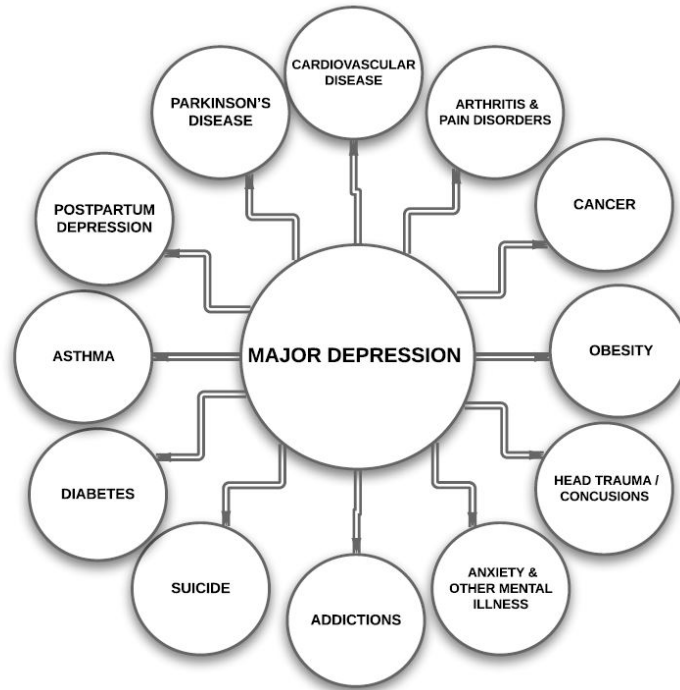 CARDIOVASCULAR
DISEASE
ARTHRITIS &
PAIN DISORDERS
CANCER
OBESITY
HEAD TRAUMA /
CONCUSIONS
ANXIETY &
OTHER MENTAL
ILLNESS
ADDICTIONS
SUICIDE
DIABETES
ASTHMA
POSTPARTUM
DEPRESSION
PARKINSON'S
DISEASE
MAJOR DEPRESSION